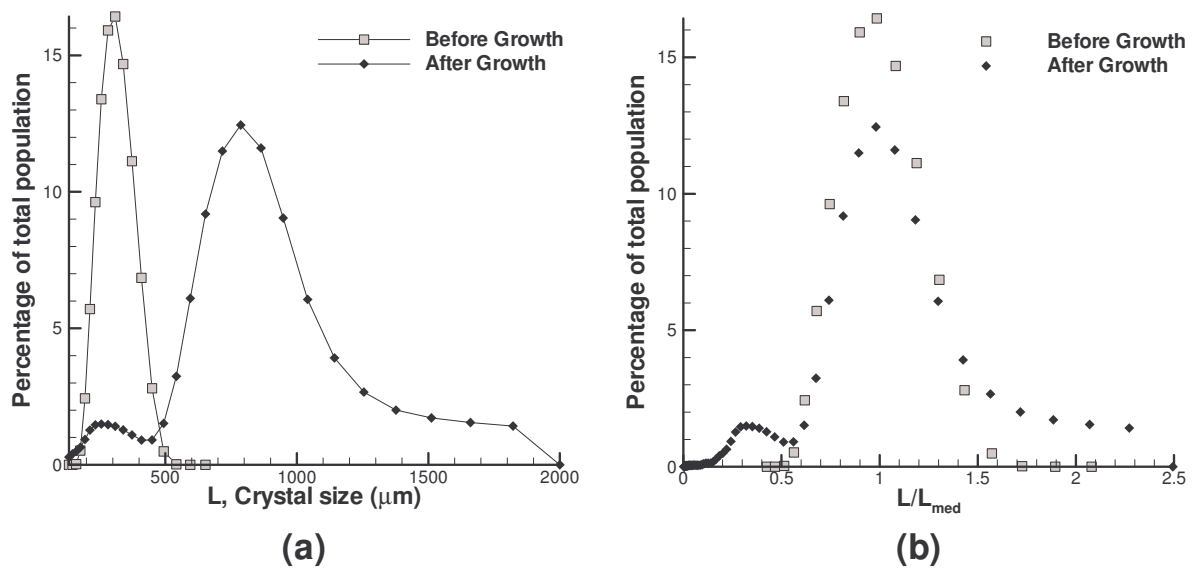 Percentage of total population
15
10
5
0
500
1000
1500
2000
L, Crystal size (μm)
Before Growth
After Growth
(a)
Percentage of total population
15
10
5
0
0
0.5
1
1.5
2
2.5
L/Lmed
Before Growth
After Growth
(b)